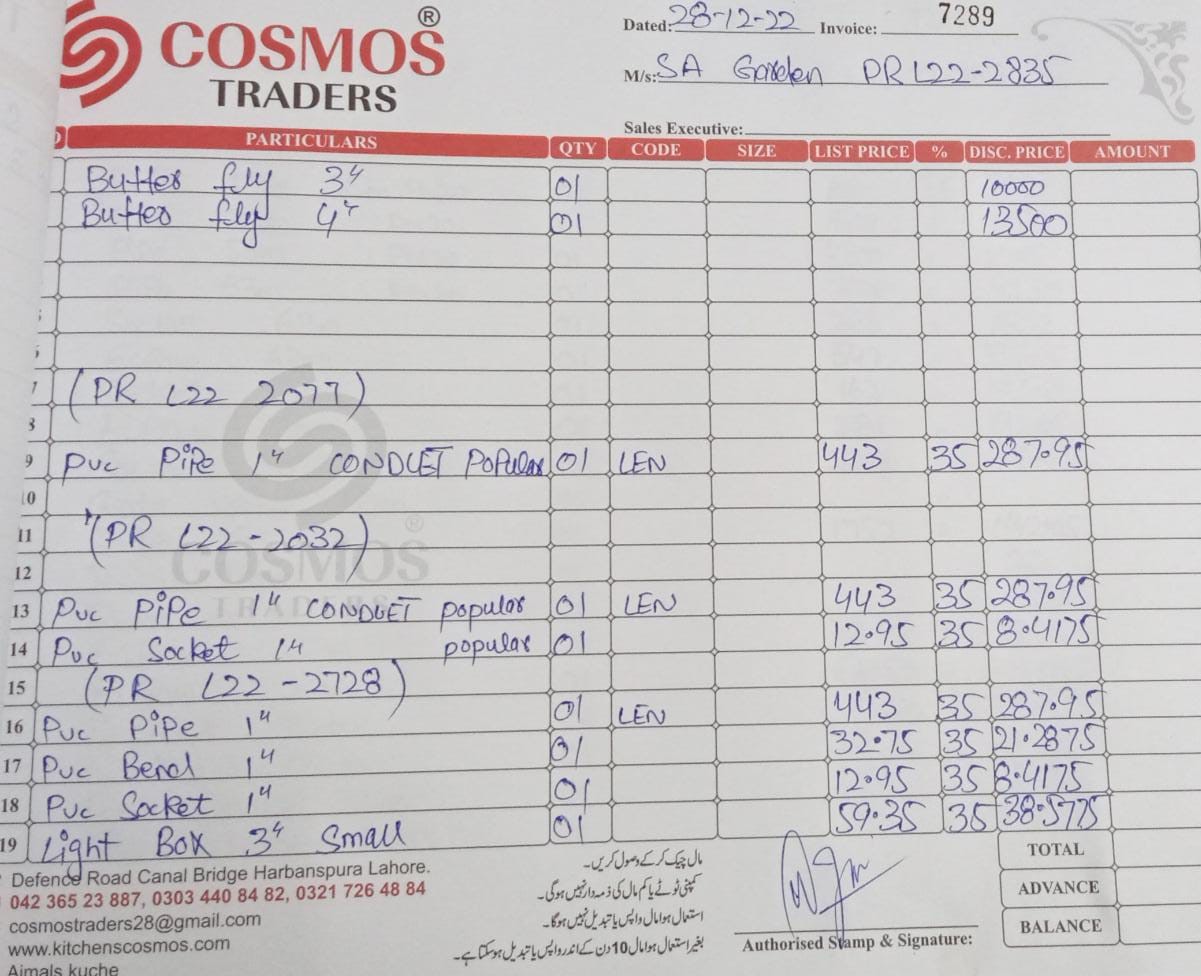 COSMOS ®
TRADERS
Dated: 28-12-22 Invoice: 7289
M/s: SA Garden PR L22-2835
Sales Executive:
PARTICULARS QTY CODE SIZE LIST PRICE % DISC. PRICE AMOUNT
Butter fly 3" 01 10000
Butter fly 4" 01 13500
7 (PR L22 2077)
8
9 PVC PiPe 1" CONDUET POPular 01 LEN 443 35 287.95
10
11 (PR L22-2032)
COSMOS ®
12
TRADERS
13 PVC PiPe 1" CONDUET popular 01 LEN 443 35 287.95
14 PVC Socket 1" popular 01 12.95 35 8.4175
15 (PR L22-2728)
16 PVC PiPe 1" 01 LEN 443 35 287.95
17 PVC Bend 1" 01 32.75 35 21.2875
18 PVC Socket 1" 01 12.95 35 8.4175
19 Light Box 3" Small 01 59.35 35 38.5775
TOTAL
ADVANCE
BALANCE
Defence Road Canal Bridge Harbanspura Lahore.
042 365 23 887, 0303 440 84 82, 0321 726 48 84
cosmostraders28@gmail.com
www.kitchenscosmos.com
Ajmals kuche
مال چیک کر کے وصول کریں۔
کمپنی ٹوٹے یا کم مال کی ذمہ دار نہیں ہوگی۔
استعمال ہوا مال واپس یا تبدیل نہیں ہوگا۔
بغیر استعمال ہوا مال 10 دن کے اندر واپس یا تبدیل ہوسکتا ہے۔
Authorised Stamp & Signature: